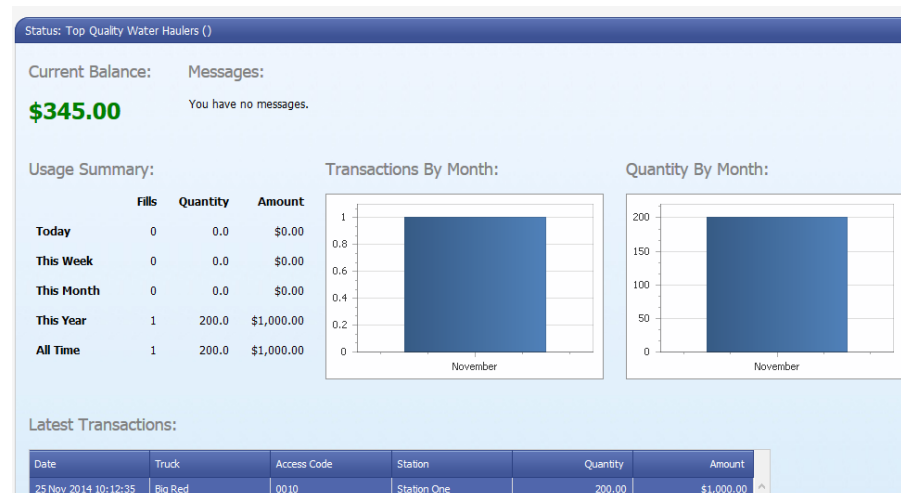 Status: Top Quality Water Haulers ()
Current Balance: Messages:
$345.00 You have no messages.
Usage Summary: Transactions By Month: Quantity By Month:
Fills Quantity Amount
Today 0 0.0 $0.00
This Week 0 0.0 $0.00
This Month 0 0.0 $0.00
This Year 1 200.0 $1,000.00
All Time 1 200.0 $1,000.00
1
0.8
0.6
0.4
0.2
0
November
200
150
100
50
0
November
Latest Transactions:
Date Truck Access Code Station Quantity Amount
25 Nov 2014 10:12:35 Big Red 0010 Station One 200.00 $1,000.00